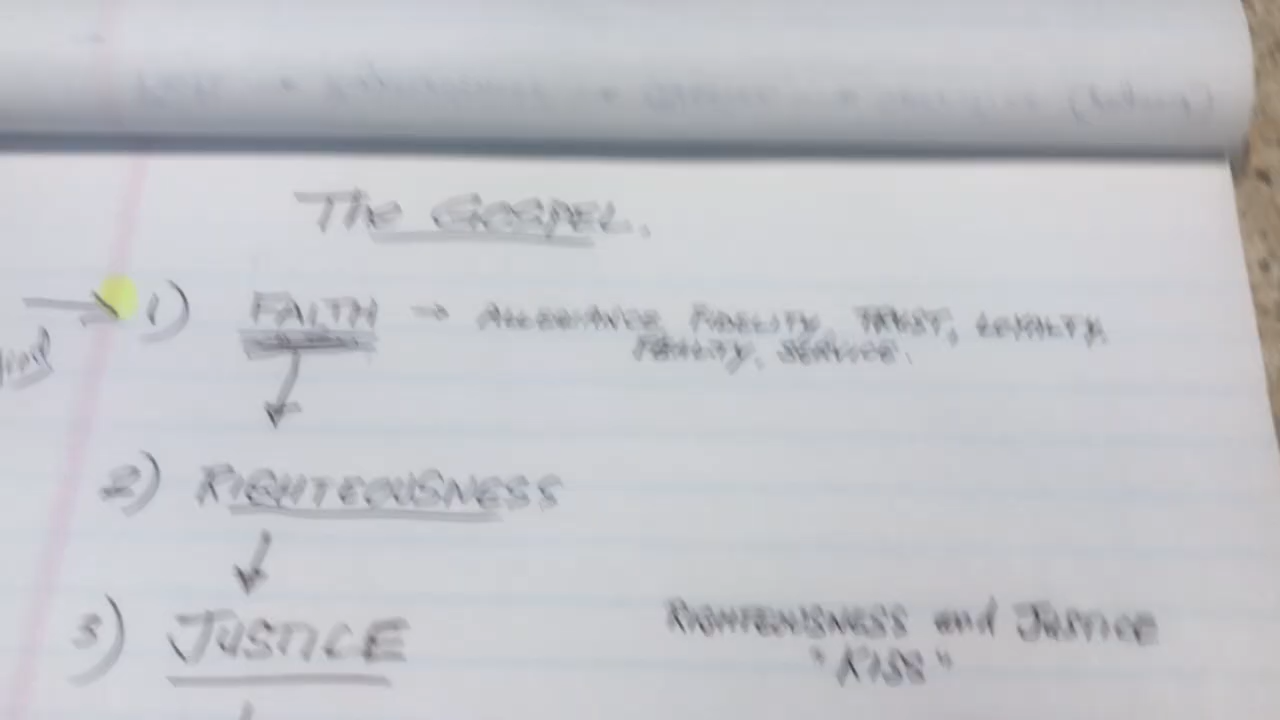 The GOSPEL.
1) FAITH → ALLEGIANCE, FIDELITY, TRUST, LOYALTY,
FEALTY, SERVICE.
2) RIGHTEOUSNESS
3) JUSTICE
RIGHTEOUSNESS and JUSTICE
"KISS"